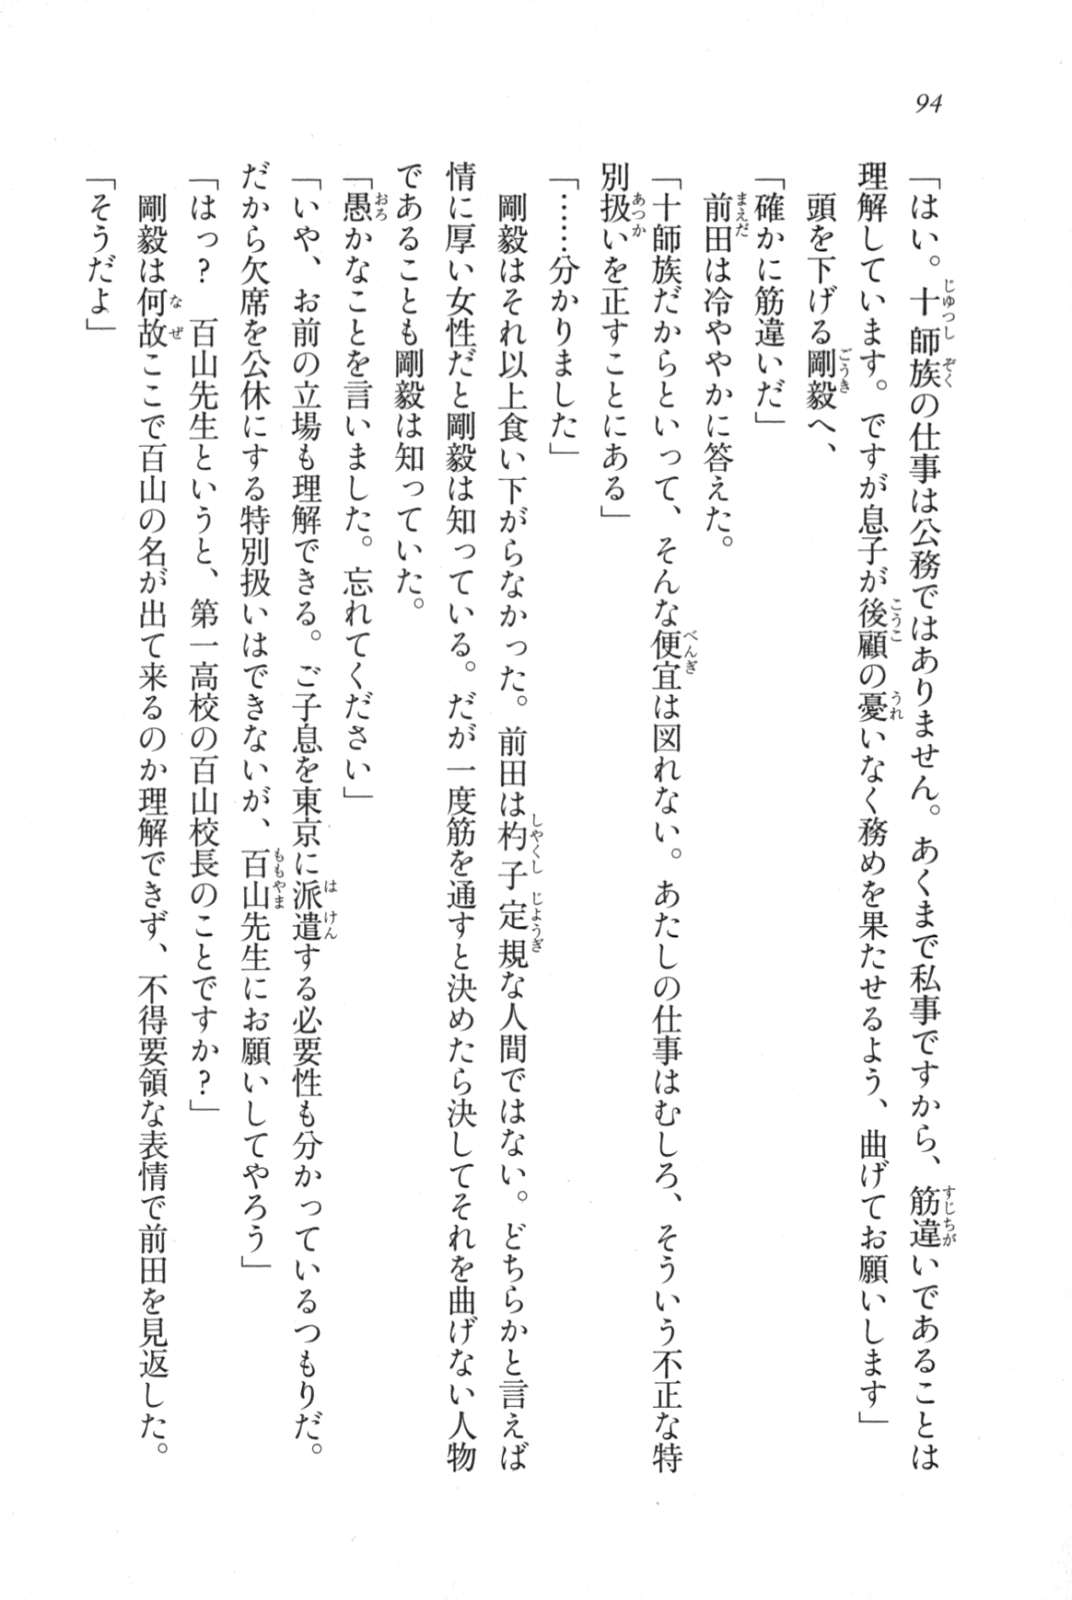 94
「はい。十師族の仕事は公務ではありません。あくまで私事ですから、筋違いであることは
理解しています。ですが息子が後顧の憂いなく務めを果たせるよう、曲げてお願いします」
　頭を下げる剛毅へ、
「確かに筋違いだ」
　前田は冷ややかに答えた。
「十師族だからといって、そんな便宜は図れない。あたしの仕事はむしろ、そういう不正な特
別扱いを正すことにある」
「……分かりました」
　剛毅はそれ以上食い下がらなかった。前田は杓子定規な人間ではない。どちらかと言えば
情に厚い女性だと剛毅は知っている。だが一度筋を通すと決めたら決してそれを曲げない人物
であることも剛毅は知っていた。
「愚かなことを言いました。忘れてください」
「いや、お前の立場も理解できる。ご子息を東京に派遣する必要性も分かっているつもりだ。
だから欠席を公休にする特別扱いはできないが、百山先生にお願いしてやろう」
「はっ？　百山先生というと、第一高校の百山校長のことですか？」
　剛毅は何故ここで百山の名が出て来るのか理解できず、不得要領な表情で前田を見返した。
「そうだよ」